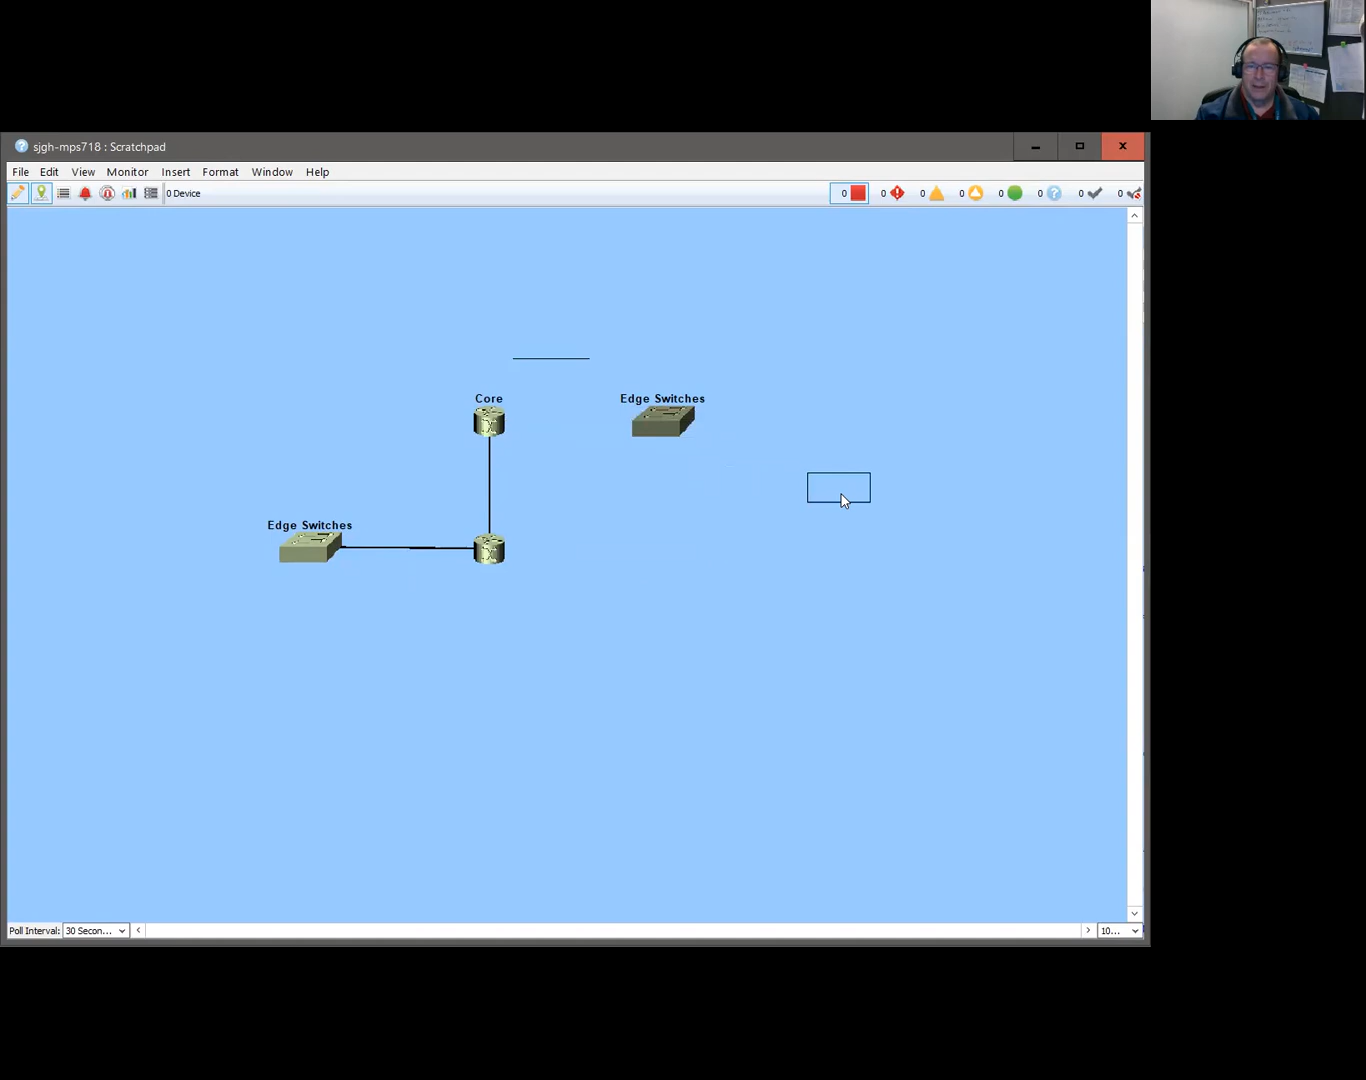 sjgh-mps718 : Scratchpad
File Edit View Monitor Insert Format Window Help
0 Device 0 0 0 0 0 0 0 0
Core
Edge Switches
Edge Switches
Poll Interval: 30 Secon... 10...